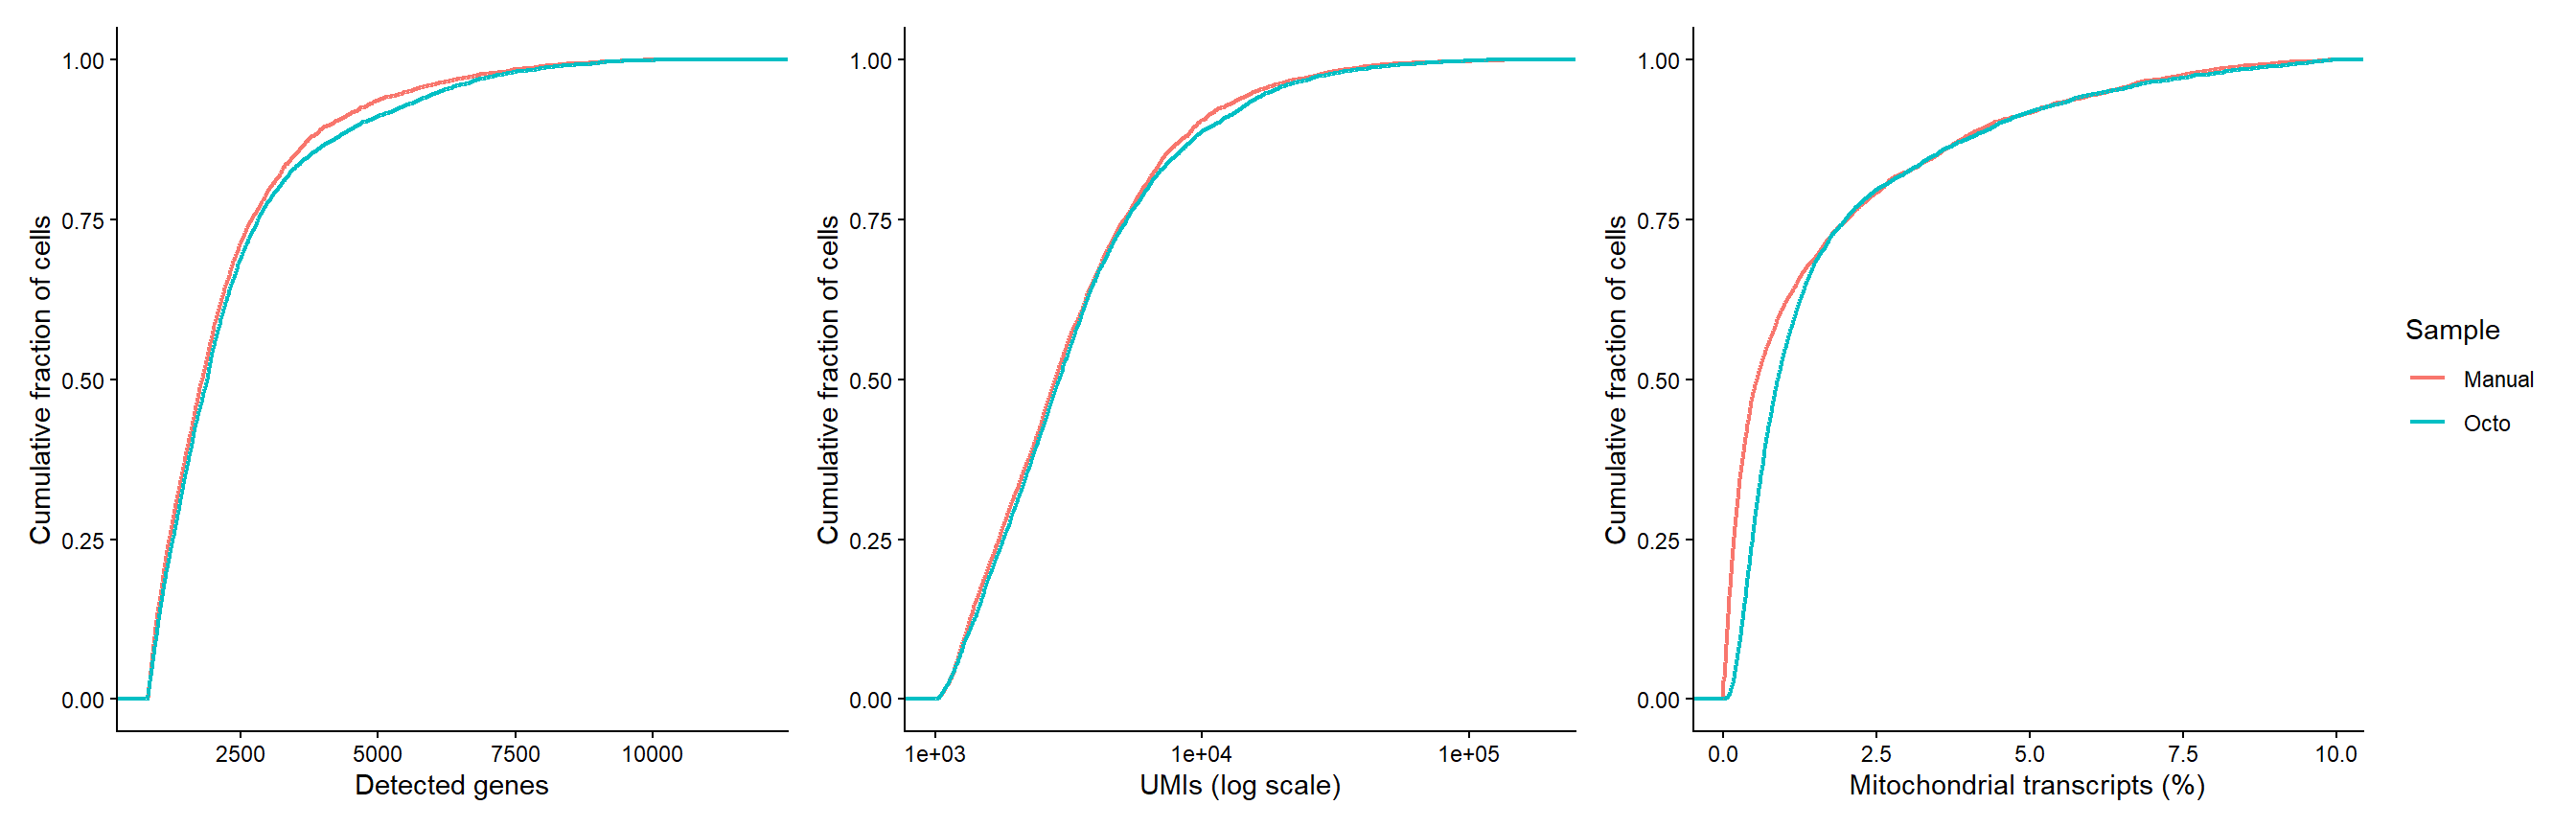 Cumulative fraction of cells
1.00
0.75
0.50
0.25
0.00
2500 5000 7500 10000
Detected genes
Cumulative fraction of cells
1.00
0.75
0.50
0.25
0.00
1e+03 1e+04 1e+05
UMIs (log scale)
Cumulative fraction of cells
1.00
0.75
0.50
0.25
0.00
0.0 2.5 5.0 7.5 10.0
Mitochondrial transcripts (%)
Sample
Manual
Octo